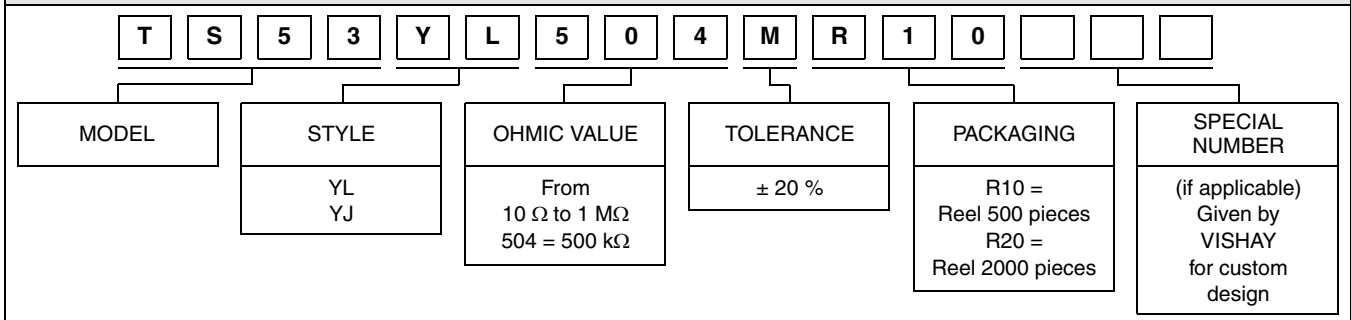 T S 5 3 Y L 5 0 4 M R 1 0
MODEL
STYLE
YL
YJ
OHMIC VALUE
From
10 Ω to 1 MΩ
504 = 500 kΩ
TOLERANCE
± 20 %
PACKAGING
R10 =
Reel 500 pieces
R20 =
Reel 2000 pieces
SPECIAL
NUMBER
(if applicable)
Given by
VISHAY
for custom
design